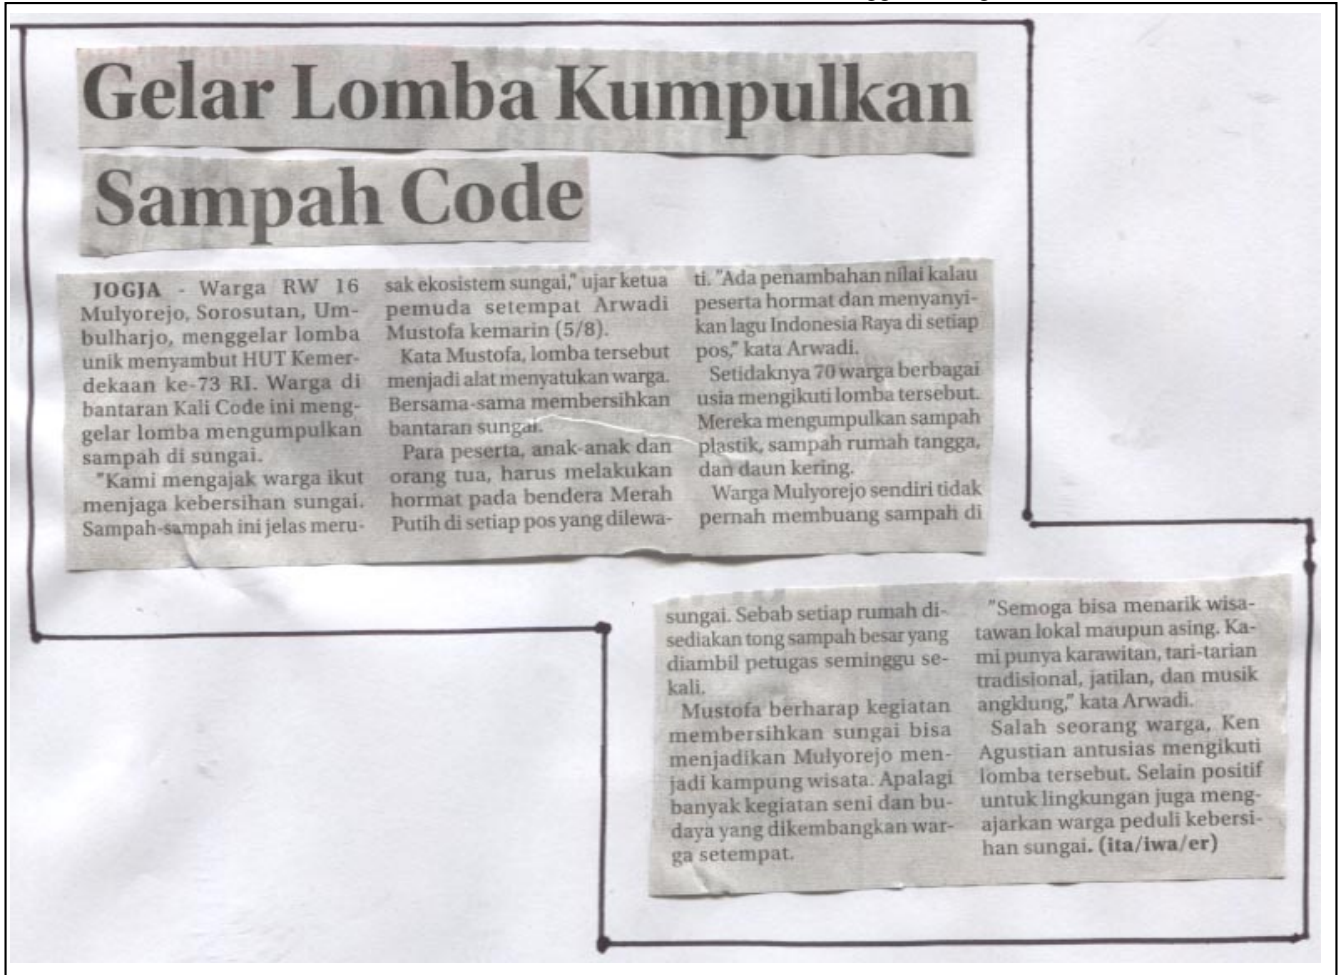 Gelar Lomba Kumpulkan
Sampah Code
JOGJA - Warga RW 16
Mulyorejo, Sorosutan, Um-
bulharjo, menggelar lomba
unik menyambut HUT Kemer-
dekaan ke-73 RI. Warga di
bantaran Kali Code ini meng-
gelar lomba mengumpulkan
sampah di sungai.
"Kami mengajak warga ikut
menjaga kebersihan sungai.
Sampah-sampah ini jelas meru-
sak ekosistem sungai," ujar ketua
pemuda setempat Arwadi
Mustofa kemarin (5/8).
Kata Mustofa, lomba tersebut
menjadi alat menyatukan warga.
Bersama-sama membersihkan
bantaran sungai.
Para peserta, anak-anak dan
orang tua, harus melakukan
hormat pada bendera Merah
Putih di setiap pos yang dilewa-
ti. "Ada penambahan nilai kalau
peserta hormat dan menyanyi-
kan lagu Indonesia Raya di setiap
pos," kata Arwadi.
Setidaknya 70 warga berbagai
usia mengikuti lomba tersebut.
Mereka mengumpulkan sampah
plastik, sampah rumah tangga,
dan daun kering.
Warga Mulyorejo sendiri tidak
pernah membuang sampah di
sungai. Sebab setiap rumah di-
sediakan tong sampah besar yang
diambil petugas seminggu se-
kali.
Mustofa berharap kegiatan
membersihkan sungai bisa
menjadikan Mulyorejo men-
jadi kampung wisata. Apalagi
banyak kegiatan seni dan bu-
daya yang dikembangkan war-
ga setempat.
"Semoga bisa menarik wisa-
tawan lokal maupun asing. Ka-
mi punya karawitan, tari-tarian
tradisional, jatilan, dan musik
angklung," kata Arwadi.
Salah seorang warga, Ken
Agustian antusias mengikuti
lomba tersebut. Selain positif
untuk lingkungan juga meng-
ajarkan warga peduli kebersi-
han sungai. (ita/iwa/er)